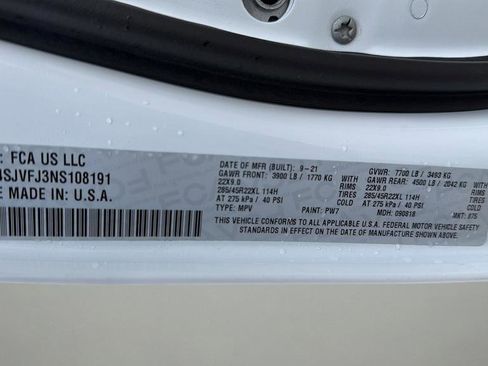 : FCA US LLC
SJVFJ3NS108191
E MADE IN: U.S.A.
DATE OF MFR (BUILT): 9-21 GVWR: 7700 LB / 3493 KG
GAWR FRONT: 3900 LB / 1770 KG WITH GAWR REAR: 4500 LB / 2042 KG WITH
22X9.0 RIMS 22X9.0 RIMS
285/45R22XL 114H TIRES 285/45R22XL 114H TIRES
AT 275 kPa / 40 PSI COLD AT 275 kPa / 40 PSI COLD
TYPE: MPV PAINT: PW7 MDH: 090818 MKT: 875
THIS VEHICLE CONFORMS TO ALL APPLICABLE U.S.A. FEDERAL MOTOR VEHICLE SAFETY
STANDARDS IN EFFECT ON THE DATE OF MANUFACTURE SHOWN ABOVE.